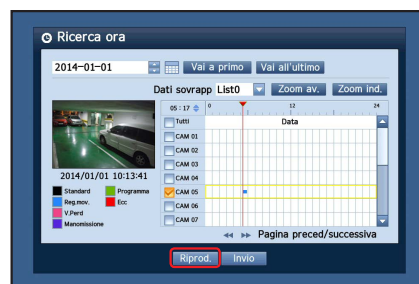 Ricerca ora
2014-01-01 Vai a primo Vai all'ultimo
Dati sovrapp List0 Zoom av. Zoom ind.
05 : 17 0 12 24
Tutti Data
CAM 01
CAM 02
CAM 03
CAM 04
CAM 05
CAM 06
CAM 07
2014/01/01 10:13:41
Standard Programma
Reg.mov. Ecc
V.Perd
Manomissione
Pagina preced/successiva
Riprod. Invio